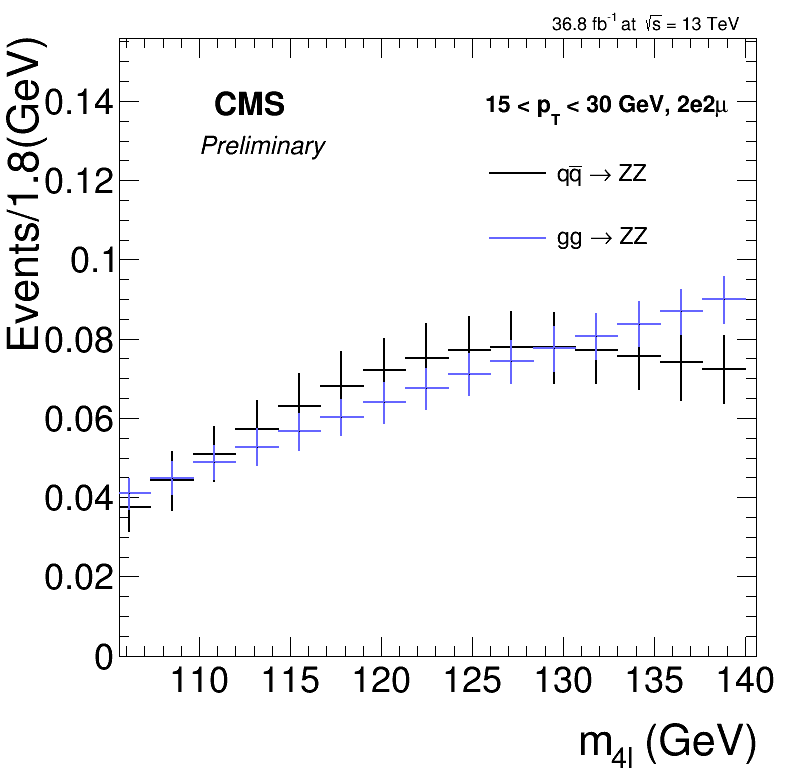 36.8 fb⁻¹ at √s = 13 TeV
CMS
Preliminary
15 < p_T < 30 GeV, 2e2μ
qq̅ → ZZ
gg → ZZ
Events/1.8(GeV)
0.14
0.12
0.1
0.08
0.06
0.04
0.02
0
110 115 120 125 130 135 140
m_4l (GeV)